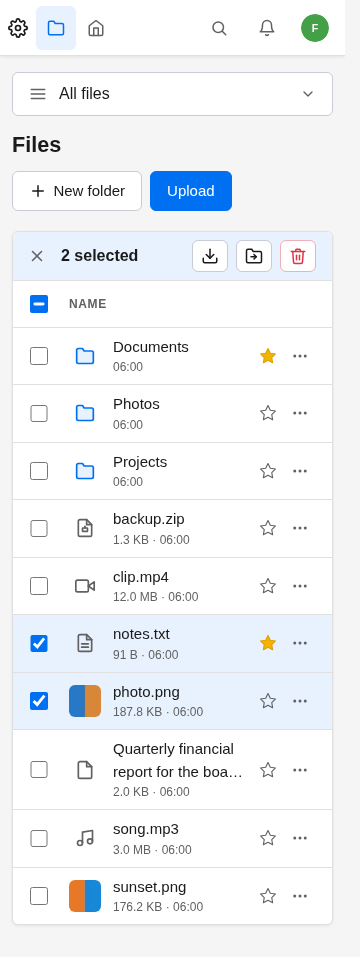 F
All files
Files
New folder
Upload
2 selected
NAME
Documents
06:00
Photos
06:00
Projects
06:00
backup.zip
1.3 KB · 06:00
clip.mp4
12.0 MB · 06:00
notes.txt
91 B · 06:00
photo.png
187.8 KB · 06:00
Quarterly financial
report for the boa…
2.0 KB · 06:00
song.mp3
3.0 MB · 06:00
sunset.png
176.2 KB · 06:00